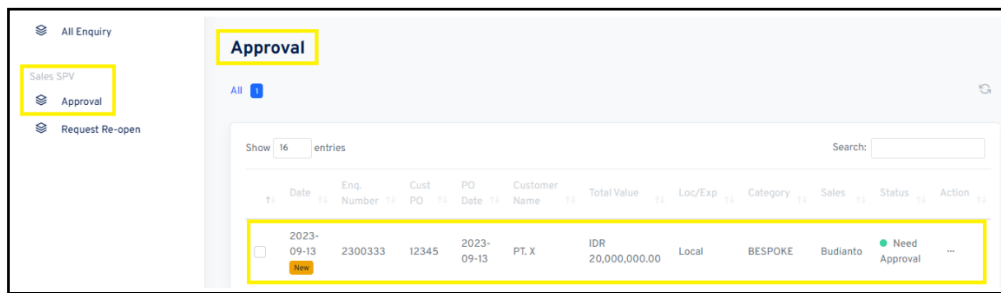 All Enquiry
Sales SPV
Approval
Request Re-open
Approval
All 1
Show 16 entries
Search:
Date Enq. Number Cust PO PO Date Customer Name Total Value Loc/Exp Category Sales Status Action
2023-09-13 New 2300333 12345 2023-09-13 PT. X IDR 20,000,000.00 Local BESPOKE Budianto Need Approval ...